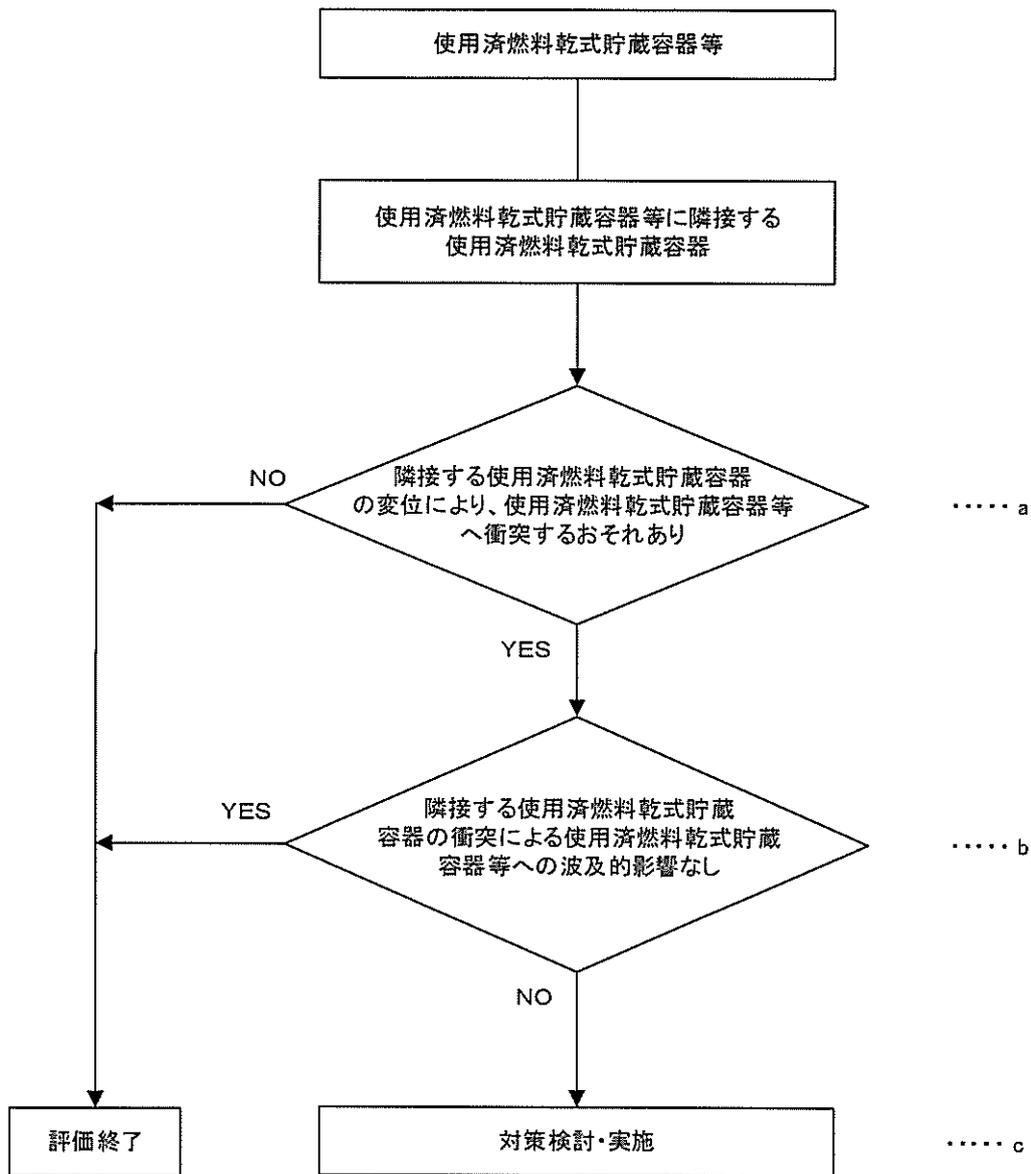 使用済燃料乾式貯蔵容器等
使用済燃料乾式貯蔵容器等に隣接する
使用済燃料乾式貯蔵容器
NO
隣接する使用済燃料乾式貯蔵容器
の変位により、使用済燃料乾式貯蔵容器等
へ衝突するおそれあり
・・・・・ a
YES
YES
隣接する使用済燃料乾式貯蔵
容器の衝突による使用済燃料乾式貯蔵
容器等への波及的影響なし
・・・・・ b
NO
評価終了
対策検討・実施
・・・・・ c